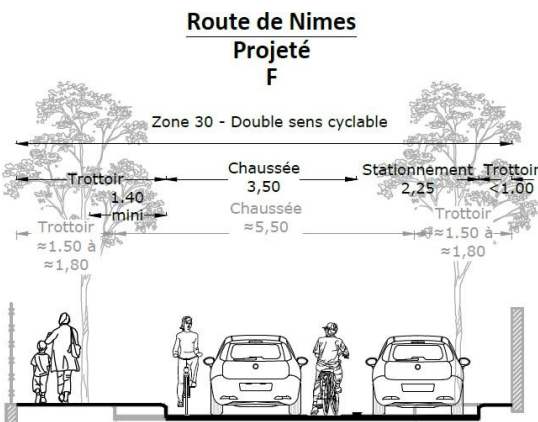 Route de Nimes
Projeté
F
Zone 30 - Double sens cyclable
Trottoir
1.40
mini
Chaussée
3,50
Stationnement
2,25
Trottoir
<1.00
Trottoir
≈1.50 à
≈1,80
Chaussée
≈5,50
Trottoir
≈1.50 à
≈1,80